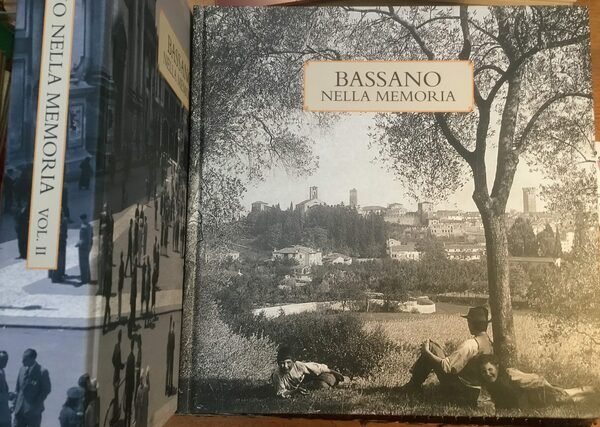 O NELLA MEMORIA VOL. II
BASSANO
NELLA MEMORIA
BASSANO
NELLA MEMORIA